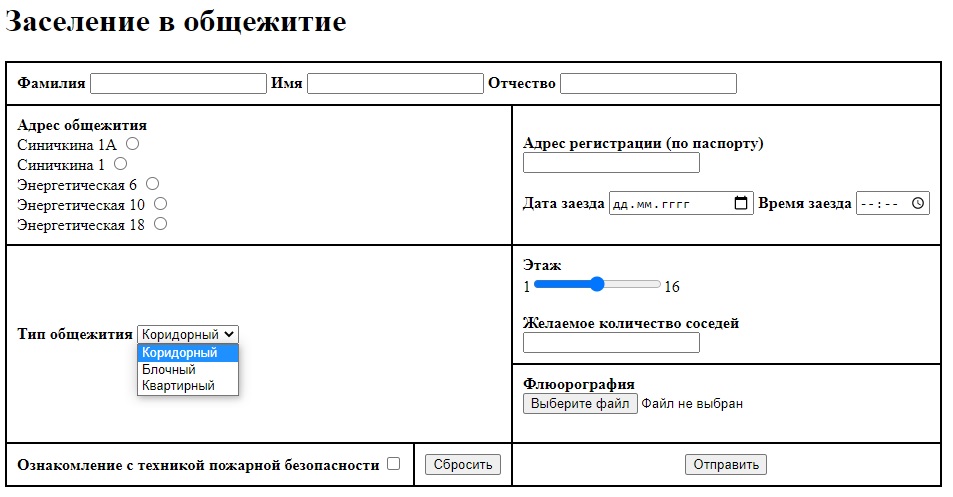 Заселение в общежитие
Фамилия Имя Отчество
Адрес общежития
Синичкина 1А
Синичкина 1
Энергетическая 6
Энергетическая 10
Энергетическая 18
Адрес регистрации (по паспорту)
Дата заезда дд.мм.гггг Время заезда --:--
Тип общежития Коридорный
Коридорный
Блочный
Квартирный
Этаж
1 16
Желаемое количество соседей
Флюорография
Выберите файл Файл не выбран
Ознакомление с техникой пожарной безопасности Сбросить Отправить